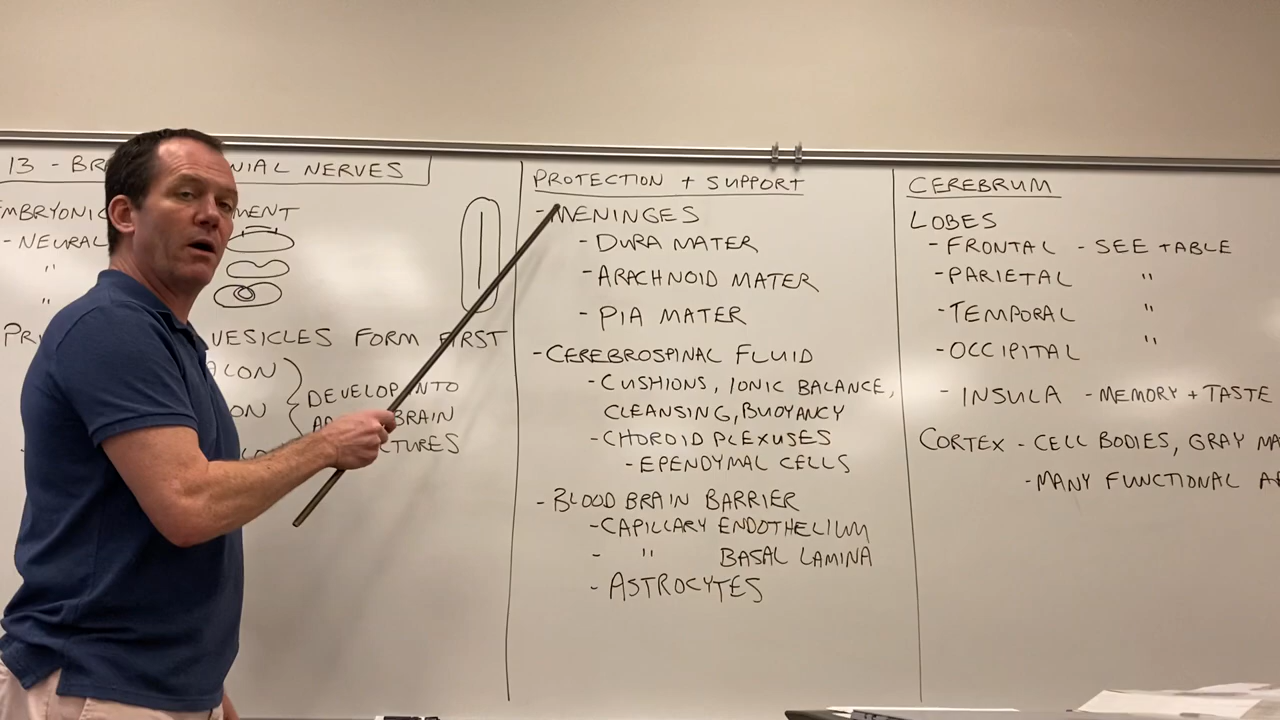 13 - BR NIAL NERVES
EMBRYONIC MENT
- NEURAL
"
"
VESICLES FORM FIRST
DEVELOP INTO
BRAIN
PROTECTION + SUPPORT
- MENINGES
- DURA MATER
- ARACHNOID MATER
- PIA MATER
- CEREBROSPINAL FLUID
- CUSHIONS, IONIC BALANCE,
CLEANSING, BUOYANCY
- CHOROID PLEXUSES
- EPENDYMAL CELLS
- BLOOD BRAIN BARRIER
- CAPILLARY ENDOTHELIUM
- " BASAL LAMINA
- ASTROCYTES
CEREBRUM
LOBES
- FRONTAL - SEE TABLE
- PARIETAL "
- TEMPORAL "
- OCCIPITAL "
- INSULA - MEMORY + TASTE
CORTEX - CELL BODIES, GRAY MA
- MANY FUNCTIONAL A